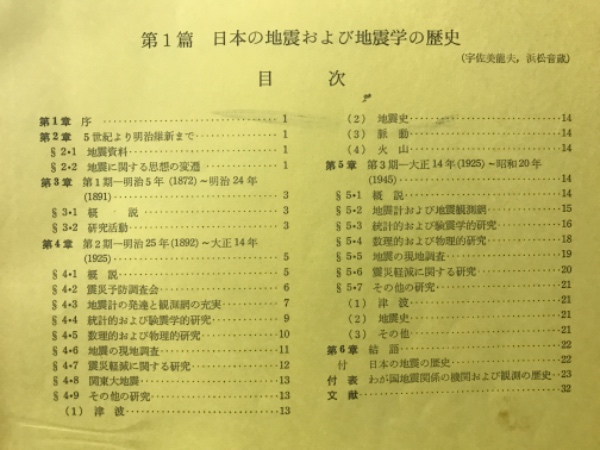 第1篇 日本の地震および地震学の歴史
(宇佐美龍夫，浜松音蔵)
目 次
第1章 序 1
第2章 5世紀より明治維新まで 1
§2・1 地震資料 1
§2・2 地震に関する思想の変遷 1
第3章 第1期—明治5年(1872)～明治24年
(1891) 3
§3・1 概 説 3
§3・2 研究活動 3
第4章 第2期—明治25年(1892)～大正14年
(1925) 5
§4・1 概 説 5
§4・2 震災予防調査会 6
§4・3 地震計の発達と観測網の充実 7
§4・4 統計的および験震学的研究 9
§4・5 数理的および物理的研究 10
§4・6 地震の現地調査 11
§4・7 震災軽減に関する研究 12
§4・8 関東大地震 13
§4・9 その他の研究 13
(1) 津 波 13
(2) 地震史 14
(3) 脈 動 14
(4) 火 山 14
第5章 第3期—大正14年(1925)～昭和20年
(1945) 14
§5・1 概 説 14
§5・2 地震計および地震観測網 15
§5・3 統計的および験震学的研究 16
§5・4 数理的および物理的研究 18
§5・5 地震の現地調査 19
§5・6 震災軽減に関する研究 20
§5・7 その他の研究 21
(1) 津 波 21
(2) 地震史 21
(3) その他 21
第6章 結 語 22
付 日本の地震の歴史 22
付 表 わが国地震関係の機関および観測の歴史 23
文 献 32